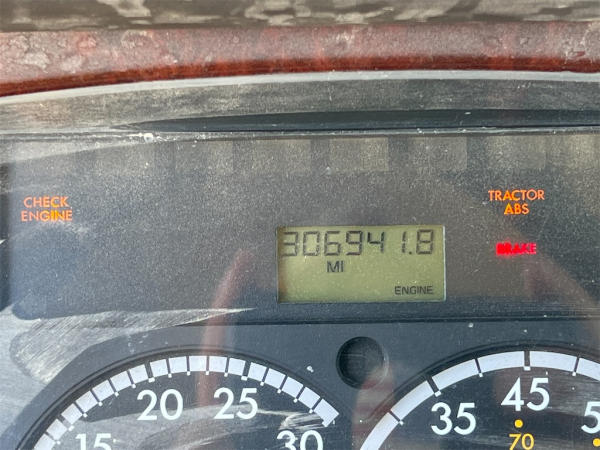 CHECK
ENGINE
TRACTOR
ABS
306941.8
BRAKE
MI
ENGINE
20
25
15
30
35
45
70